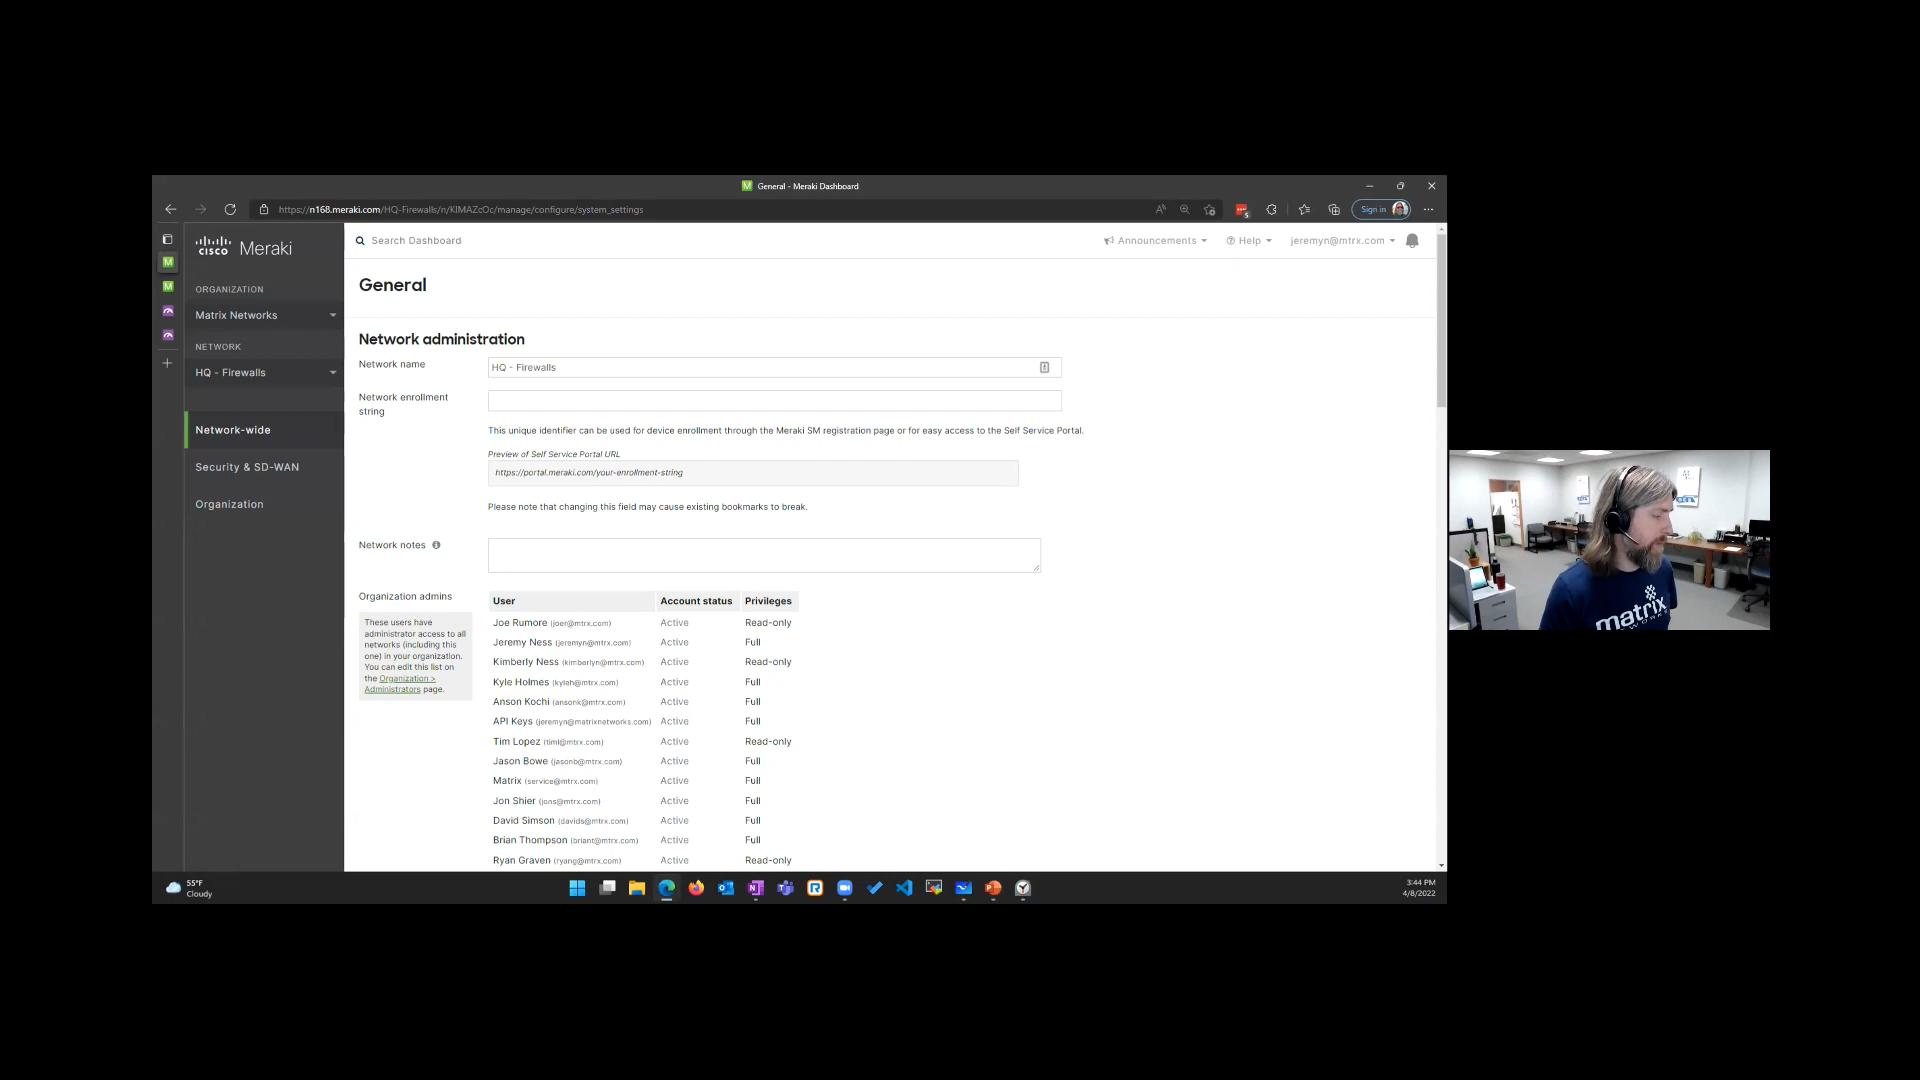 General - Meraki Dashboard
https://n168.meraki.com/HQ-Firewalls/n/KIMAZcOc/manage/configure/system_settings
Sign in
cisco Meraki
Search Dashboard
Announcements
Help
jeremyn@mtrx.com
ORGANIZATION
Matrix Networks
NETWORK
HQ - Firewalls
Network-wide
Security & SD-WAN
Organization
General
Network administration
Network name
HQ - Firewalls
Network enrollment
string
This unique identifier can be used for device enrollment through the Meraki SM registration page or for easy access to the Self Service Portal.
Preview of Self Service Portal URL
https://portal.meraki.com/your-enrollment-string
Please note that changing this field may cause existing bookmarks to break.
Network notes
Organization admins
These users have
administrator access to all
networks (including this
one) in your organization.
You can edit this list on
the Organization >
Administrators page.
User Account status Privileges
Joe Rumore (joer@mtrx.com) Active Read-only
Jeremy Ness (jeremyn@mtrx.com) Active Full
Kimberly Ness (kimberlyn@mtrx.com) Active Read-only
Kyle Holmes (kyleh@mtrx.com) Active Full
Anson Kochi (ansonk@mtrx.com) Active Full
API Keys (jeremyn@matrixnetworks.com) Active Full
Tim Lopez (timl@mtrx.com) Active Read-only
Jason Bowe (jasonb@mtrx.com) Active Full
Matrix (service@mtrx.com) Active Full
Jon Shier (jons@mtrx.com) Active Full
David Simson (davids@mtrx.com) Active Full
Brian Thompson (briant@mtrx.com) Active Full
Ryan Graven (ryang@mtrx.com) Active Read-only
55°F
Cloudy
3:44 PM
4/8/2022
matrix